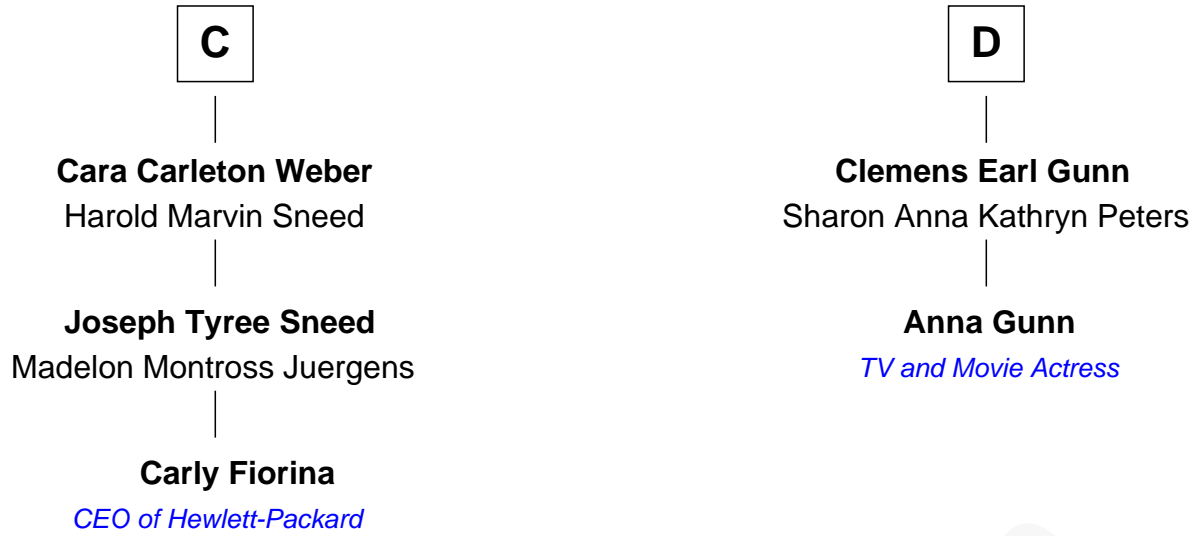 C
Cara Carleton Weber
Harold Marvin Sneed
Joseph Tyree Sneed
Madelon Montross Juergens
Carly Fiorina
CEO of Hewlett-Packard
D
Clemens Earl Gunn
Sharon Anna Kathryn Peters
Anna Gunn
TV and Movie Actress